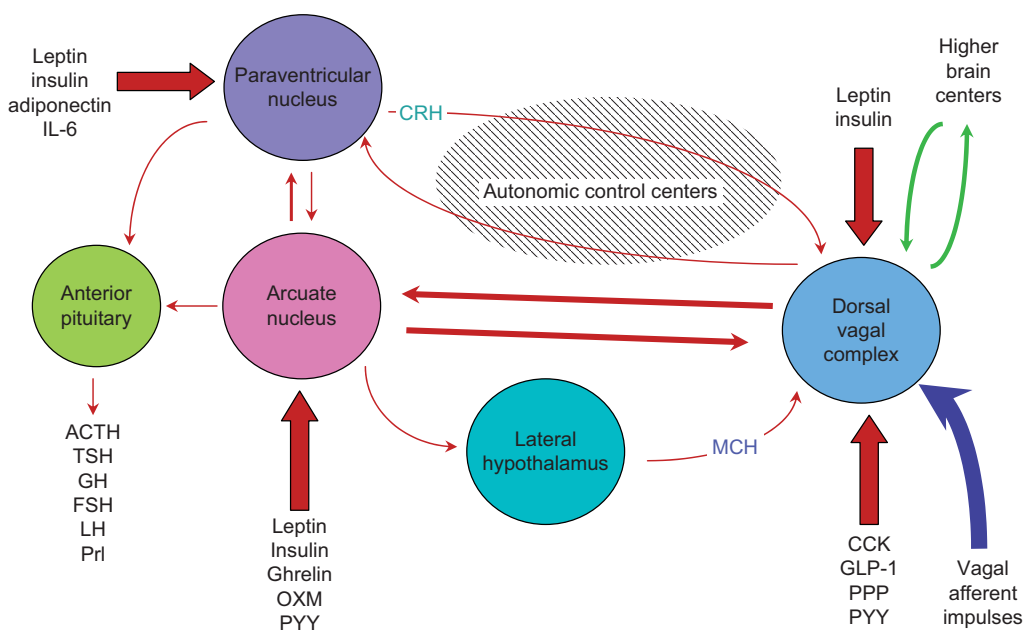 Leptin
insulin
adiponectin
IL-6
Paraventricular
nucleus
CRH
Autonomic control centers
Leptin
insulin
Higher
brain
centers
Anterior
pituitary
Arcuate
nucleus
Dorsal
vagal
complex
Lateral
hypothalamus
MCH
ACTH
TSH
GH
FSH
LH
Prl
Leptin
Insulin
Ghrelin
OXM
PYY
CCK
GLP-1
PPP
PYY
Vagal
afferent
impulses